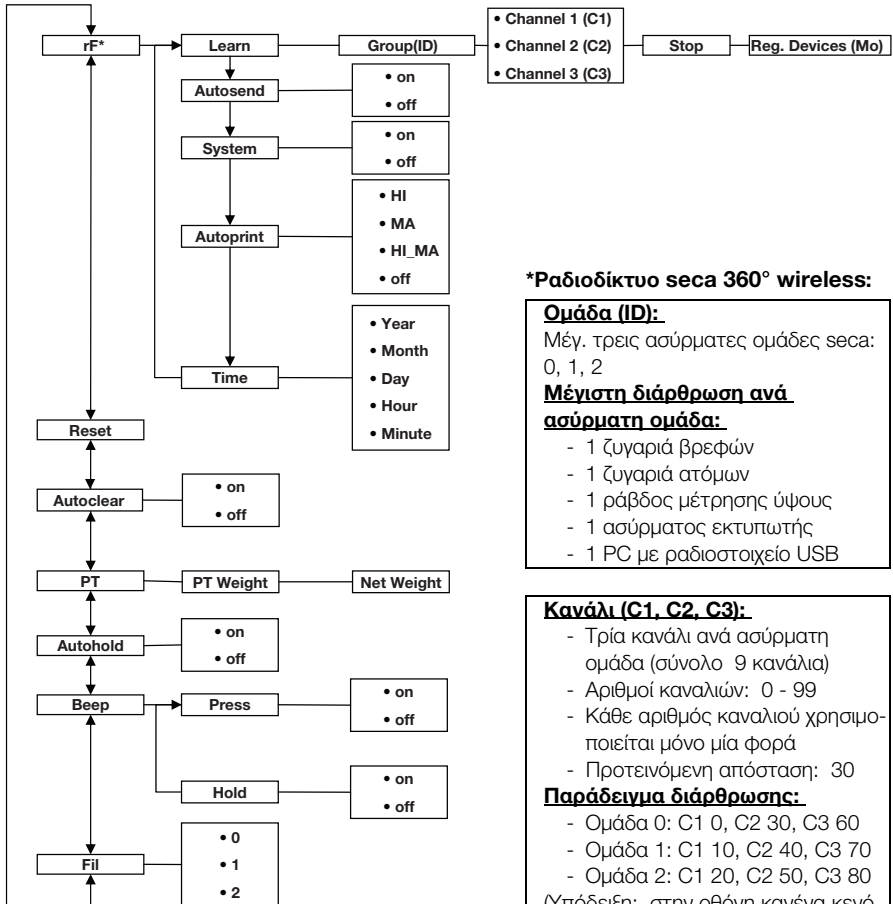 rF*
Learn
Group(ID)
• Channel 1 (C1)
• Channel 2 (C2)
• Channel 3 (C3)
Stop
Reg. Devices (Mo)
Autosend
• on
• off
System
• on
• off
Autoprint
• HI
• MA
• HI_MA
• off
Time
• Year
• Month
• Day
• Hour
• Minute
Reset
Autoclear
• on
• off
PT
PT Weight
Net Weight
Autohold
• on
• off
Beep
Press
• on
• off
Hold
• on
• off
Fil
• 0
• 1
• 2
*Ραδιοδίκτυο seca 360° wireless:
Ομάδα (ID):
Μέγ. τρεις ασύρματες ομάδες seca:
0, 1, 2
Μέγιστη διάρθρωση ανά
ασύρματη ομάδα:
- 1 ζυγαριά βρεφών
- 1 ζυγαριά ατόμων
- 1 ράβδος μέτρησης ύψους
- 1 ασύρματος εκτυπωτής
- 1 PC με ραδιοστοιχείο USB
Κανάλι (C1, C2, C3):
- Τρία κανάλι ανά ασύρματη
ομάδα (σύνολο 9 κανάλια)
- Αριθμοί καναλιών: 0 - 99
- Κάθε αριθμός καναλιού χρησιμο-
ποιείται μόνο μία φορά
- Προτεινόμενη απόσταση: 30
Παράδειγμα διάρθρωσης:
- Ομάδα 0: C1 0, C2 30, C3 60
- Ομάδα 1: C1 10, C2 40, C3 70
- Ομάδα 2: C1 20, C2 50, C3 80
(Υπόδειξη: στην οθόνη κανένα κενό